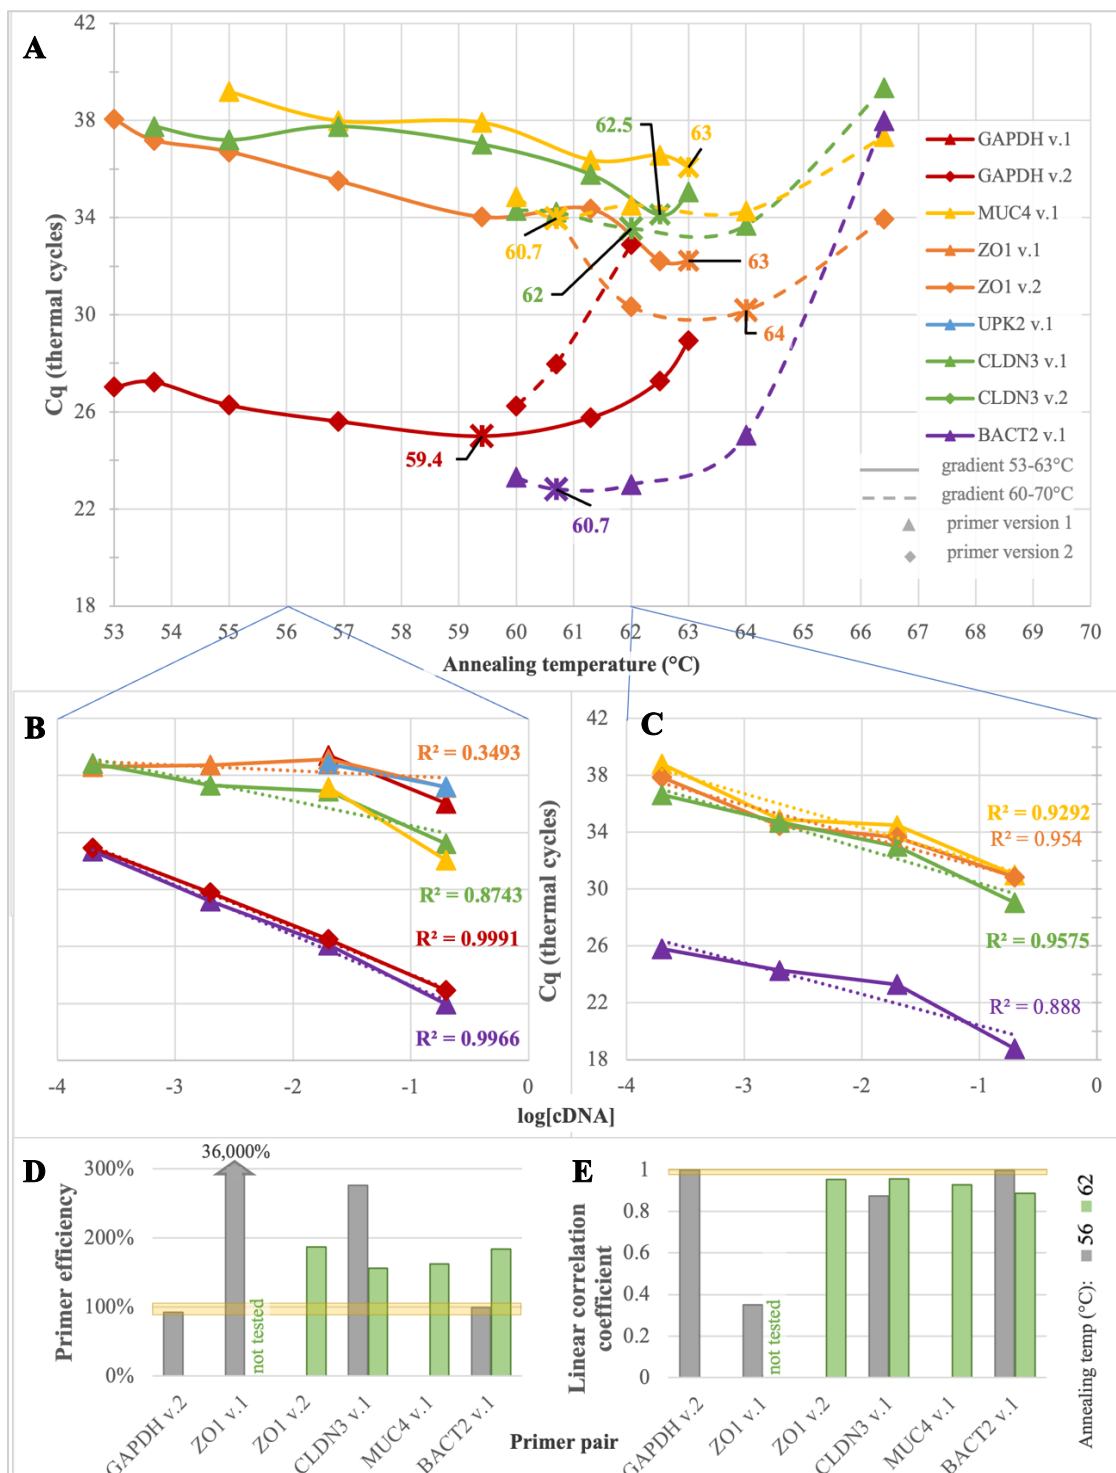 A
42
38
34
30
26
22
18
Cq (thermal cycles)
62.5
63
60.7
62
63
64
59.4
60.7
GAPDH v.1
GAPDH v.2
MUC4 v.1
ZO1 v.1
ZO1 v.2
UPK2 v.1
CLDN3 v.1
CLDN3 v.2
BACT2 v.1
gradient 53-63°C
gradient 60-70°C
primer version 1
primer version 2
53 54 55 56 57 58 59 60 61 62 63 64 65 66 67 68 69 70
Annealing temperature (°C)
B
R² = 0.3493
R² = 0.8743
R² = 0.9991
R² = 0.9966
-4 -3 -2 -1 0
C
42
38
34
30
26
22
18
Cq (thermal cycles)
R² = 0.9292
R² = 0.954
R² = 0.9575
R² = 0.888
-4 -3 -2 -1 0
log[cDNA]
D
36,000%
300%
200%
100%
0%
Primer efficiency
not tested
GAPDH v.2
ZO1 v.1
ZO1 v.2
CLDN3 v.1
MUC4 v.1
BACT2 v.1
Primer pair
E
1
0.8
0.6
0.4
0.2
0
Linear correlation
coefficient
not tested
GAPDH v.2
ZO1 v.1
ZO1 v.2
CLDN3 v.1
MUC4 v.1
BACT2 v.1
Annealing temp (°C): 56 62